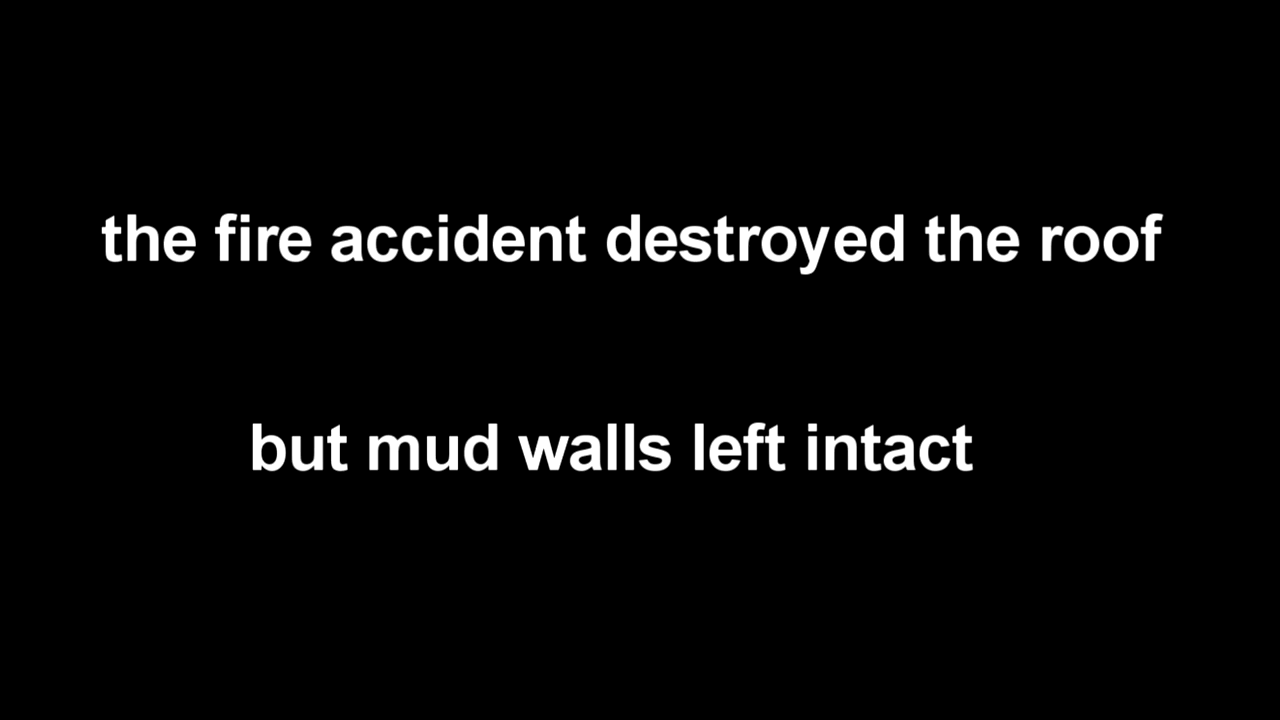 the fire accident destroyed the roof
but mud walls left intact